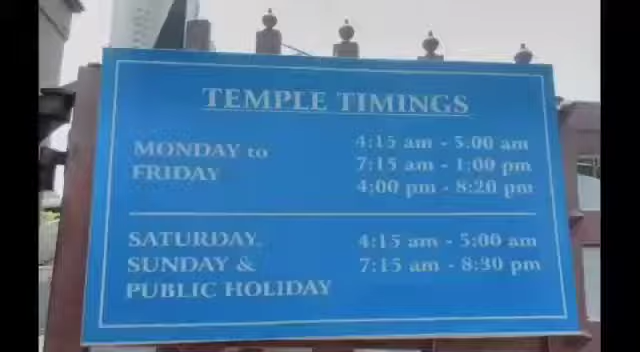 TEMPLE TIMINGS
MONDAY to
FRIDAY
4:15 am - 5.00 am
7:15 am - 1:00 pm
4:00 pm - 8:20 pm
SATURDAY,
SUNDAY &
PUBLIC HOLIDAY
4:15 am - 5:00 am
7:15 am - 8:30 pm